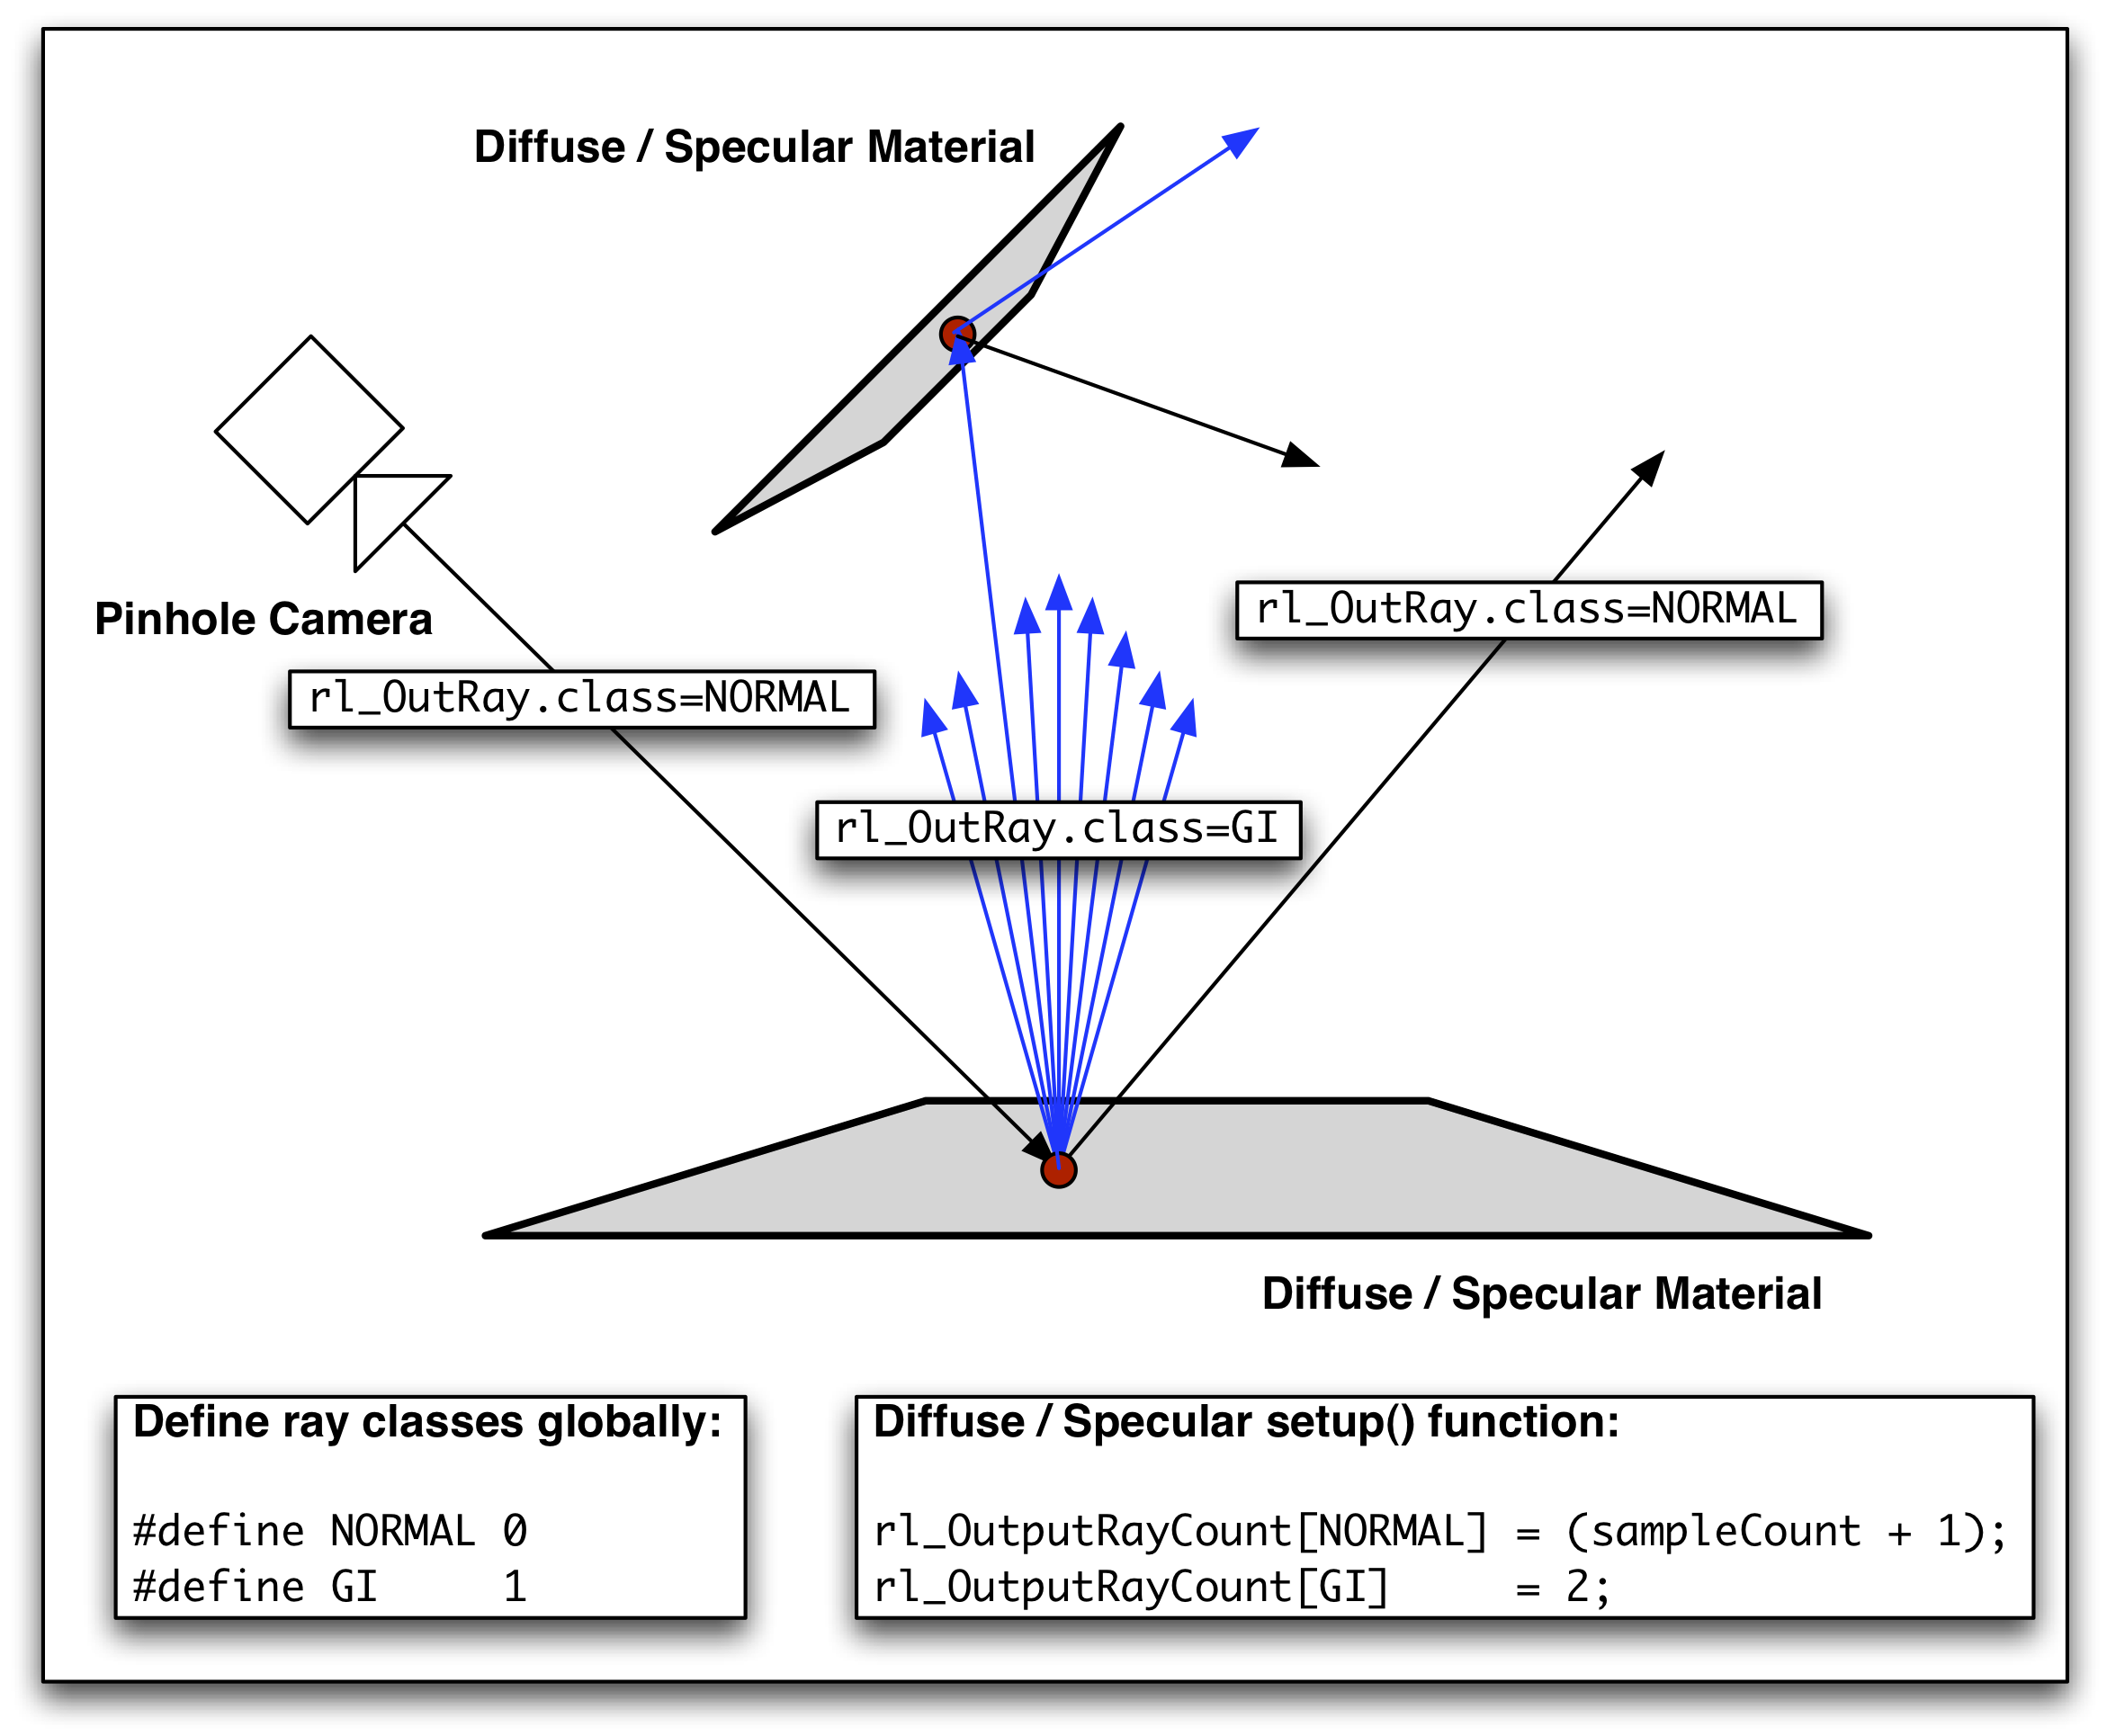 Diffuse / Specular Material
Pinhole Camera
rl_OutRay.class=NORMAL
rl_OutRay.class=NORMAL
rl_OutRay.class=GI
Diffuse / Specular Material
Define ray classes globally:
#define NORMAL 0
#define GI     1
Diffuse / Specular setup() function:
rl_OutputRayCount[NORMAL] = (sampleCount + 1);
rl_OutputRayCount[GI]     = 2;